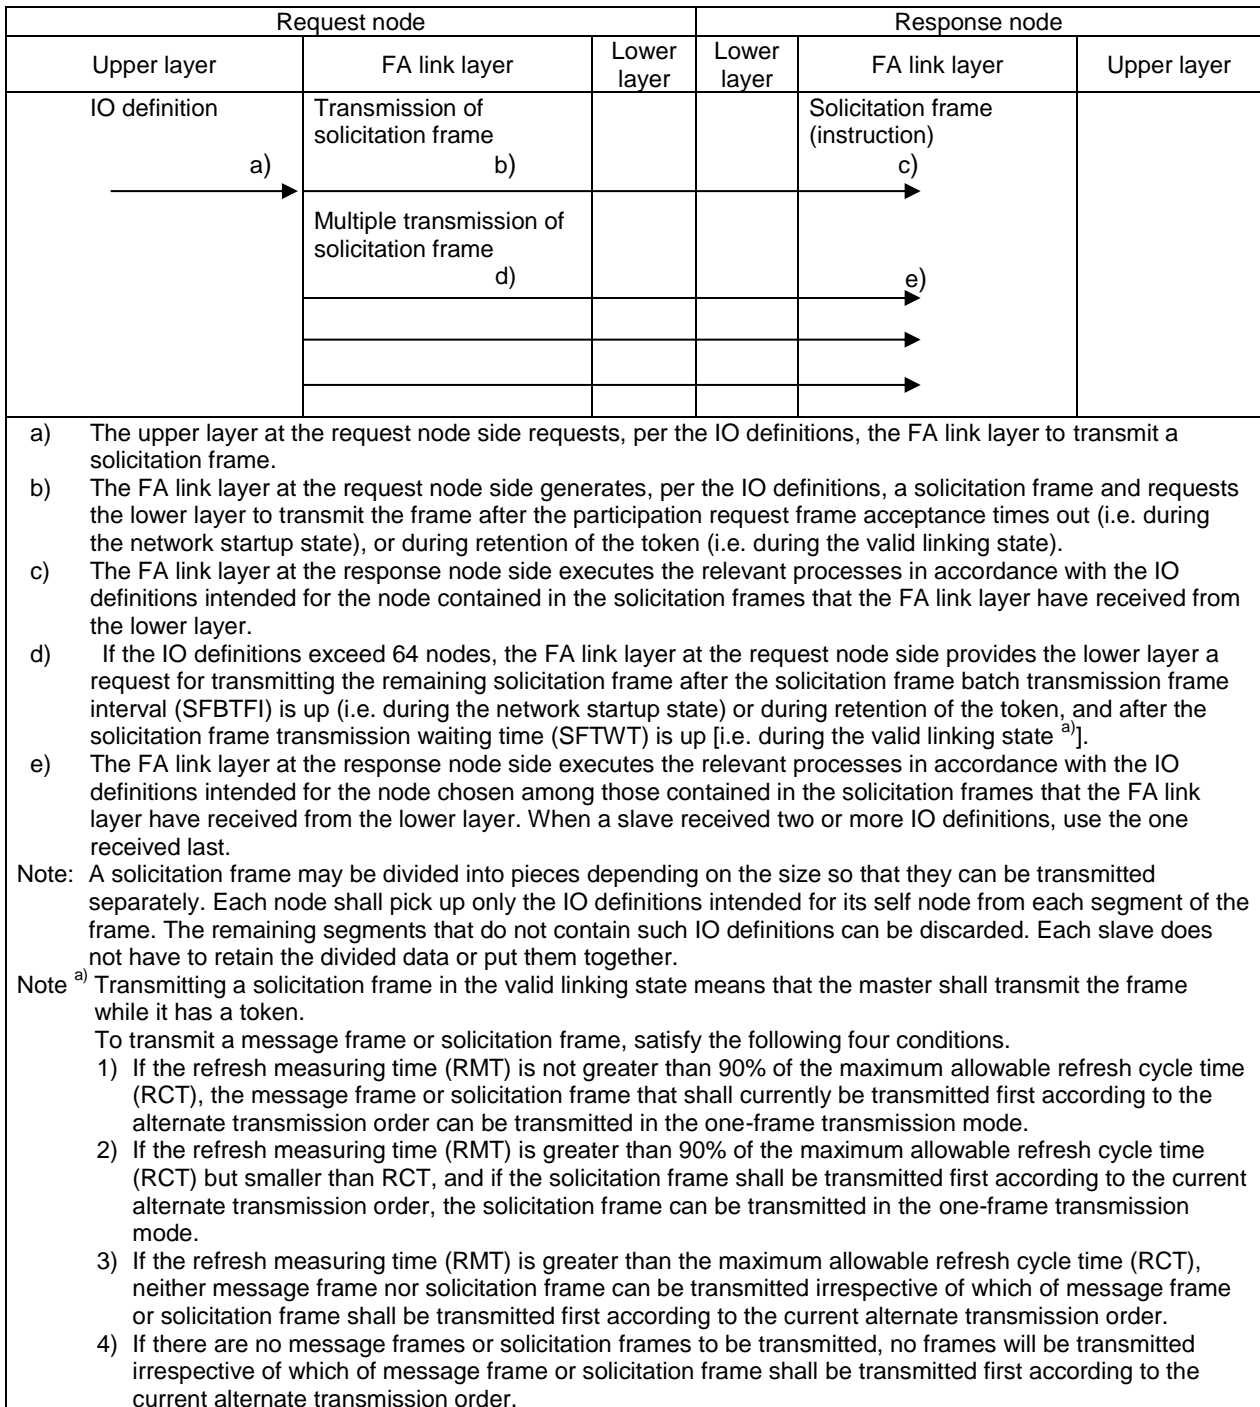 Request node
Response node
Upper layer
FA link layer
Lower
layer
Lower
layer
FA link layer
Upper layer
IO definition
Transmission of
solicitation frame
Solicitation frame
(instruction)
a)
b)
c)
Multiple transmission of
solicitation frame
d)
e)
a) The upper layer at the request node side requests, per the IO definitions, the FA link layer to transmit a
solicitation frame.
b) The FA link layer at the request node side generates, per the IO definitions, a solicitation frame and requests
the lower layer to transmit the frame after the participation request frame acceptance times out (i.e. during
the network startup state), or during retention of the token (i.e. during the valid linking state).
c) The FA link layer at the response node side executes the relevant processes in accordance with the IO
definitions intended for the node contained in the solicitation frames that the FA link layer have received from
the lower layer.
d) If the IO definitions exceed 64 nodes, the FA link layer at the request node side provides the lower layer a
request for transmitting the remaining solicitation frame after the solicitation frame batch transmission frame
interval (SFBTFI) is up (i.e. during the network startup state) or during retention of the token, and after the
solicitation frame transmission waiting time (SFTWT) is up [i.e. during the valid linking state a)].
e) The FA link layer at the response node side executes the relevant processes in accordance with the IO
definitions intended for the node chosen among those contained in the solicitation frames that the FA link
layer have received from the lower layer. When a slave received two or more IO definitions, use the one
received last.
Note: A solicitation frame may be divided into pieces depending on the size so that they can be transmitted
separately. Each node shall pick up only the IO definitions intended for its self node from each segment of the
frame. The remaining segments that do not contain such IO definitions can be discarded. Each slave does
not have to retain the divided data or put them together.
Note a) Transmitting a solicitation frame in the valid linking state means that the master shall transmit the frame
while it has a token.
To transmit a message frame or solicitation frame, satisfy the following four conditions.
1) If the refresh measuring time (RMT) is not greater than 90% of the maximum allowable refresh cycle time
(RCT), the message frame or solicitation frame that shall currently be transmitted first according to the
alternate transmission order can be transmitted in the one-frame transmission mode.
2) If the refresh measuring time (RMT) is greater than 90% of the maximum allowable refresh cycle time
(RCT) but smaller than RCT, and if the solicitation frame shall be transmitted first according to the current
alternate transmission order, the solicitation frame can be transmitted in the one-frame transmission
mode.
3) If the refresh measuring time (RMT) is greater than the maximum allowable refresh cycle time (RCT),
neither message frame nor solicitation frame can be transmitted irrespective of which of message frame
or solicitation frame shall be transmitted first according to the current alternate transmission order.
4) If there are no message frames or solicitation frames to be transmitted, no frames will be transmitted
irrespective of which of message frame or solicitation frame shall be transmitted first according to the
current alternate transmission order.